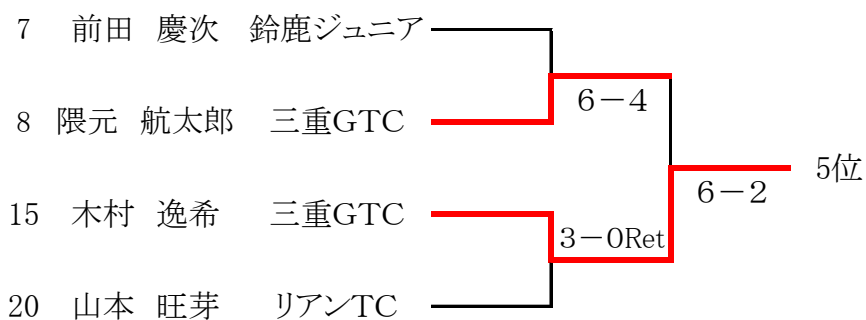 7 前田 慶次 鈴鹿ジュニア
6－4
8 隈元 航太郎 三重GTC
5位
6－2
15 木村 逸希 三重GTC
3－0Ret
20 山本 旺芽 リアンTC